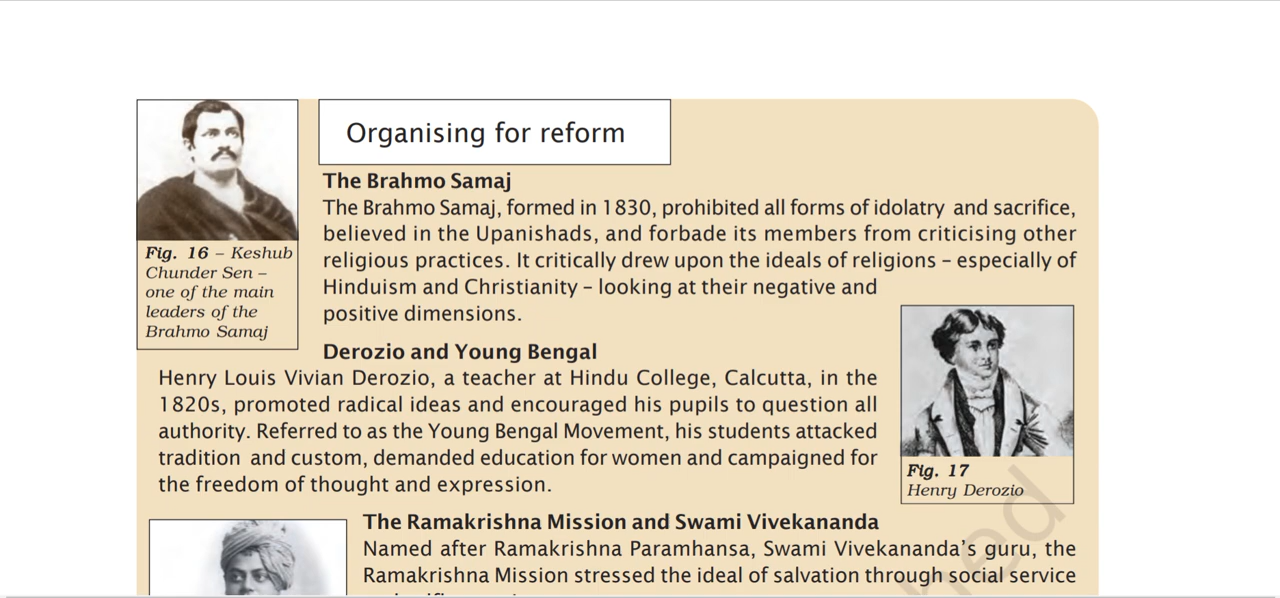 Organising for reform
Fig. 16 – Keshub
Chunder Sen –
one of the main
leaders of the
Brahmo Samaj
The Brahmo Samaj
The Brahmo Samaj, formed in 1830, prohibited all forms of idolatry and sacrifice,
believed in the Upanishads, and forbade its members from criticising other
religious practices. It critically drew upon the ideals of religions – especially of
Hinduism and Christianity – looking at their negative and
positive dimensions.
Derozio and Young Bengal
Henry Louis Vivian Derozio, a teacher at Hindu College, Calcutta, in the
1820s, promoted radical ideas and encouraged his pupils to question all
authority. Referred to as the Young Bengal Movement, his students attacked
tradition and custom, demanded education for women and campaigned for
the freedom of thought and expression.
Fig. 17
Henry Derozio
The Ramakrishna Mission and Swami Vivekananda
Named after Ramakrishna Paramhansa, Swami Vivekananda's guru, the
Ramakrishna Mission stressed the ideal of salvation through social service
hed